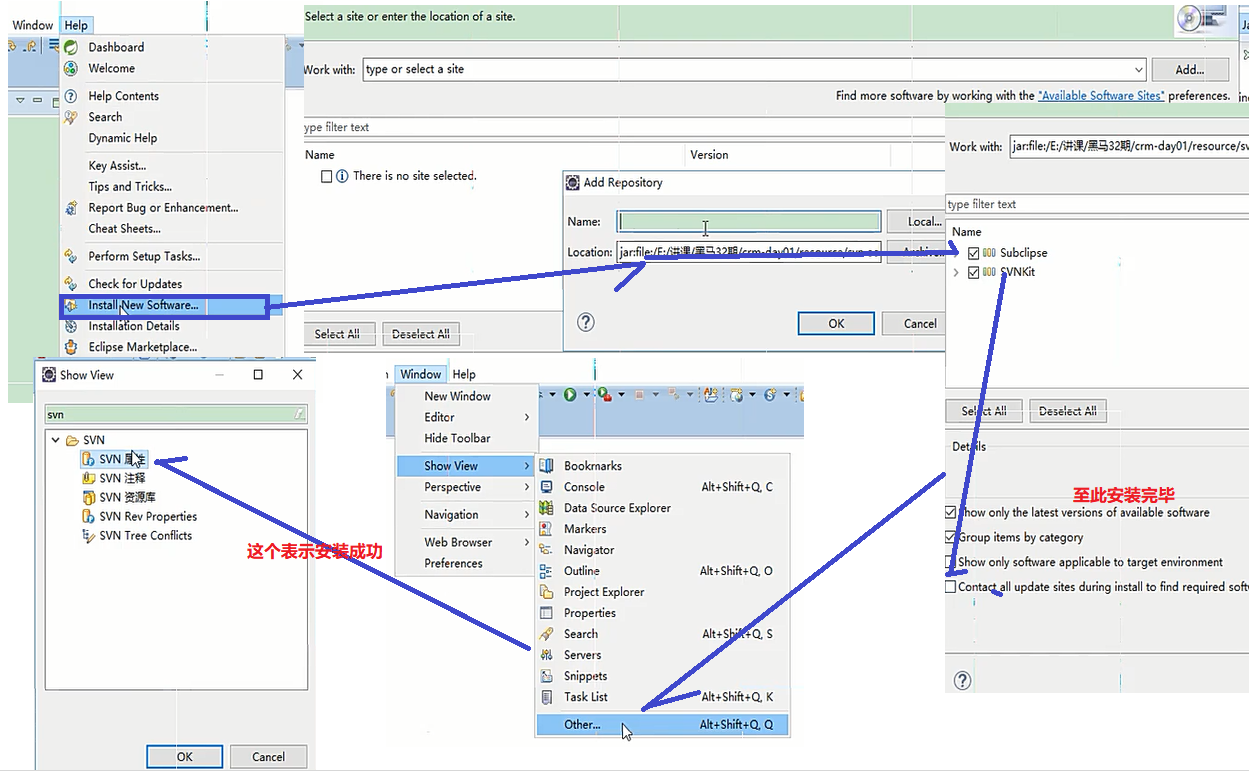 Window Help
Dashboard
Welcome
Help Contents
Search
Dynamic Help
Key Assist...
Tips and Tricks...
Report Bug or Enhancement...
Cheat Sheets...
Perform Setup Tasks...
Check for Updates
Install New Software...
Installation Details
Eclipse Marketplace...
Select a site or enter the location of a site.
Work with: type or select a site Add...
Find more software by working with the "Available Software Sites" preferences.
ype filter text
Name Version
There is no site selected.
Select All Deselect All
Add Repository
Name: Local...
Location: jar:file:/E:/讲课/黑马32期/crm-day01/resource/svn
OK Cancel
Work with: jar:file:/E:/讲课/黑马32期/crm-day01/resource/sv
type filter text
Name
Subclipse
SVNKit
Select All Deselect All
Details
至此安装完毕
Show only the latest versions of available software
Group items by category
Show only software applicable to target environment
Contact all update sites during install to find required soft
Show View
svn
SVN
SVN 属性
SVN 注释
SVN 资源库
SVN Rev Properties
SVN Tree Conflicts
OK Cancel
这个表示安装成功
Window Help
New Window
Editor
Hide Toolbar
Show View
Perspective
Navigation
Web Browser
Preferences
Bookmarks
Console Alt+Shift+Q, C
Data Source Explorer
Markers
Navigator
Outline Alt+Shift+Q, O
Project Explorer
Properties
Search Alt+Shift+Q, S
Servers
Snippets
Task List Alt+Shift+Q, K
Other... Alt+Shift+Q, Q